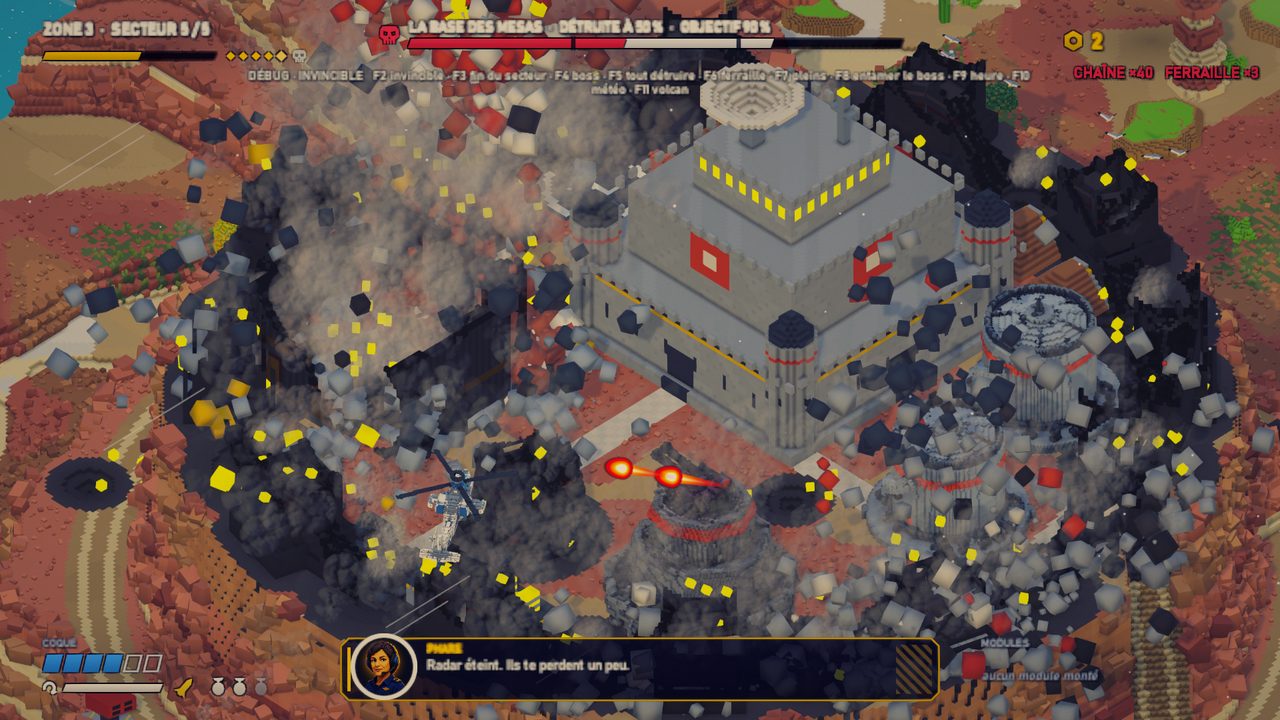 ZONE 3 · SECTEUR 5 / 5
LA BASE DES MESAS · DÉTRUITE À 59 % · OBJECTIF 98 %
2
DÉBUG · INVINCIBLE F2 invincible · F3 fin du secteur · F4 boss · F5 tout détruire · F6 ferraille · F7 pleins · F8 entamer le boss · F9 heure · F10
météo · F11 volcan
CHAÎNE ×40 FERRAILLE ×3
COQUE
PHARE
Radar éteint. Ils te perdent un peu.
MODULES
aucun module monté